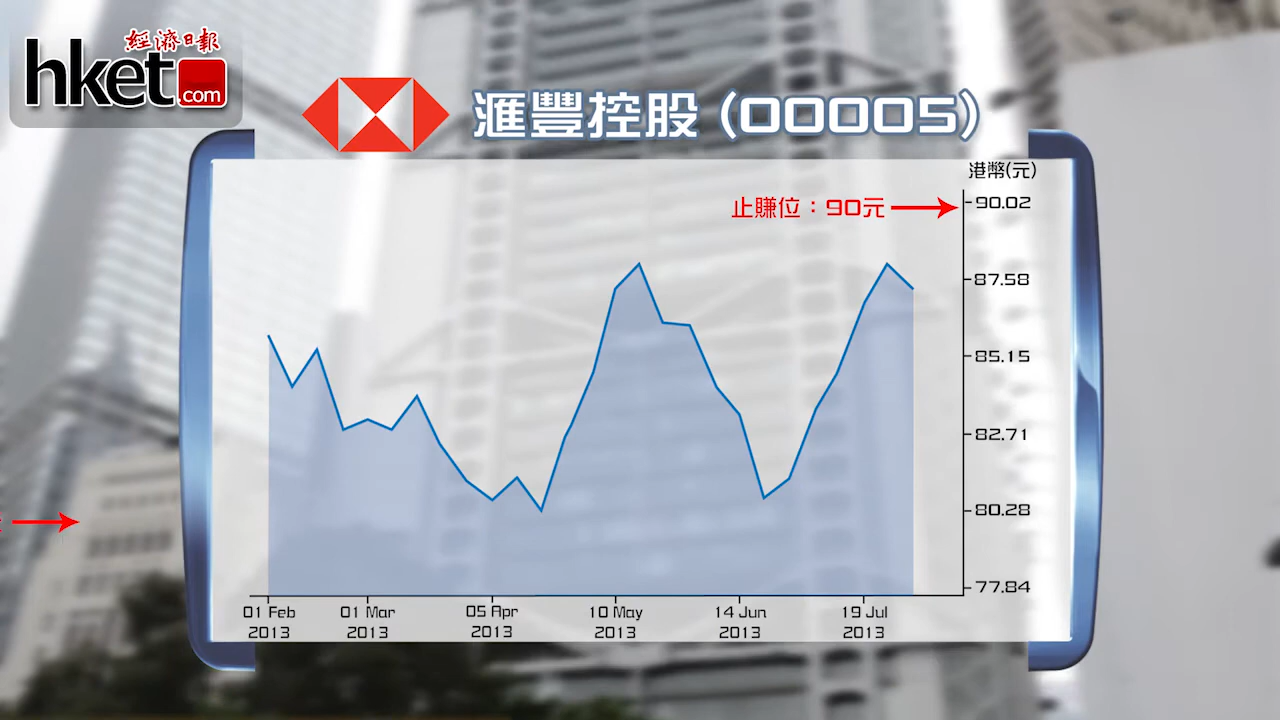 經濟日報
hket.com
滙豐控股 (00005)
港幣(元)
止賺位：90元
90.02
87.58
85.15
82.71
80.28
77.84
01 Feb 2013
01 Mar 2013
05 Apr 2013
10 May 2013
14 Jun 2013
19 Jul 2013